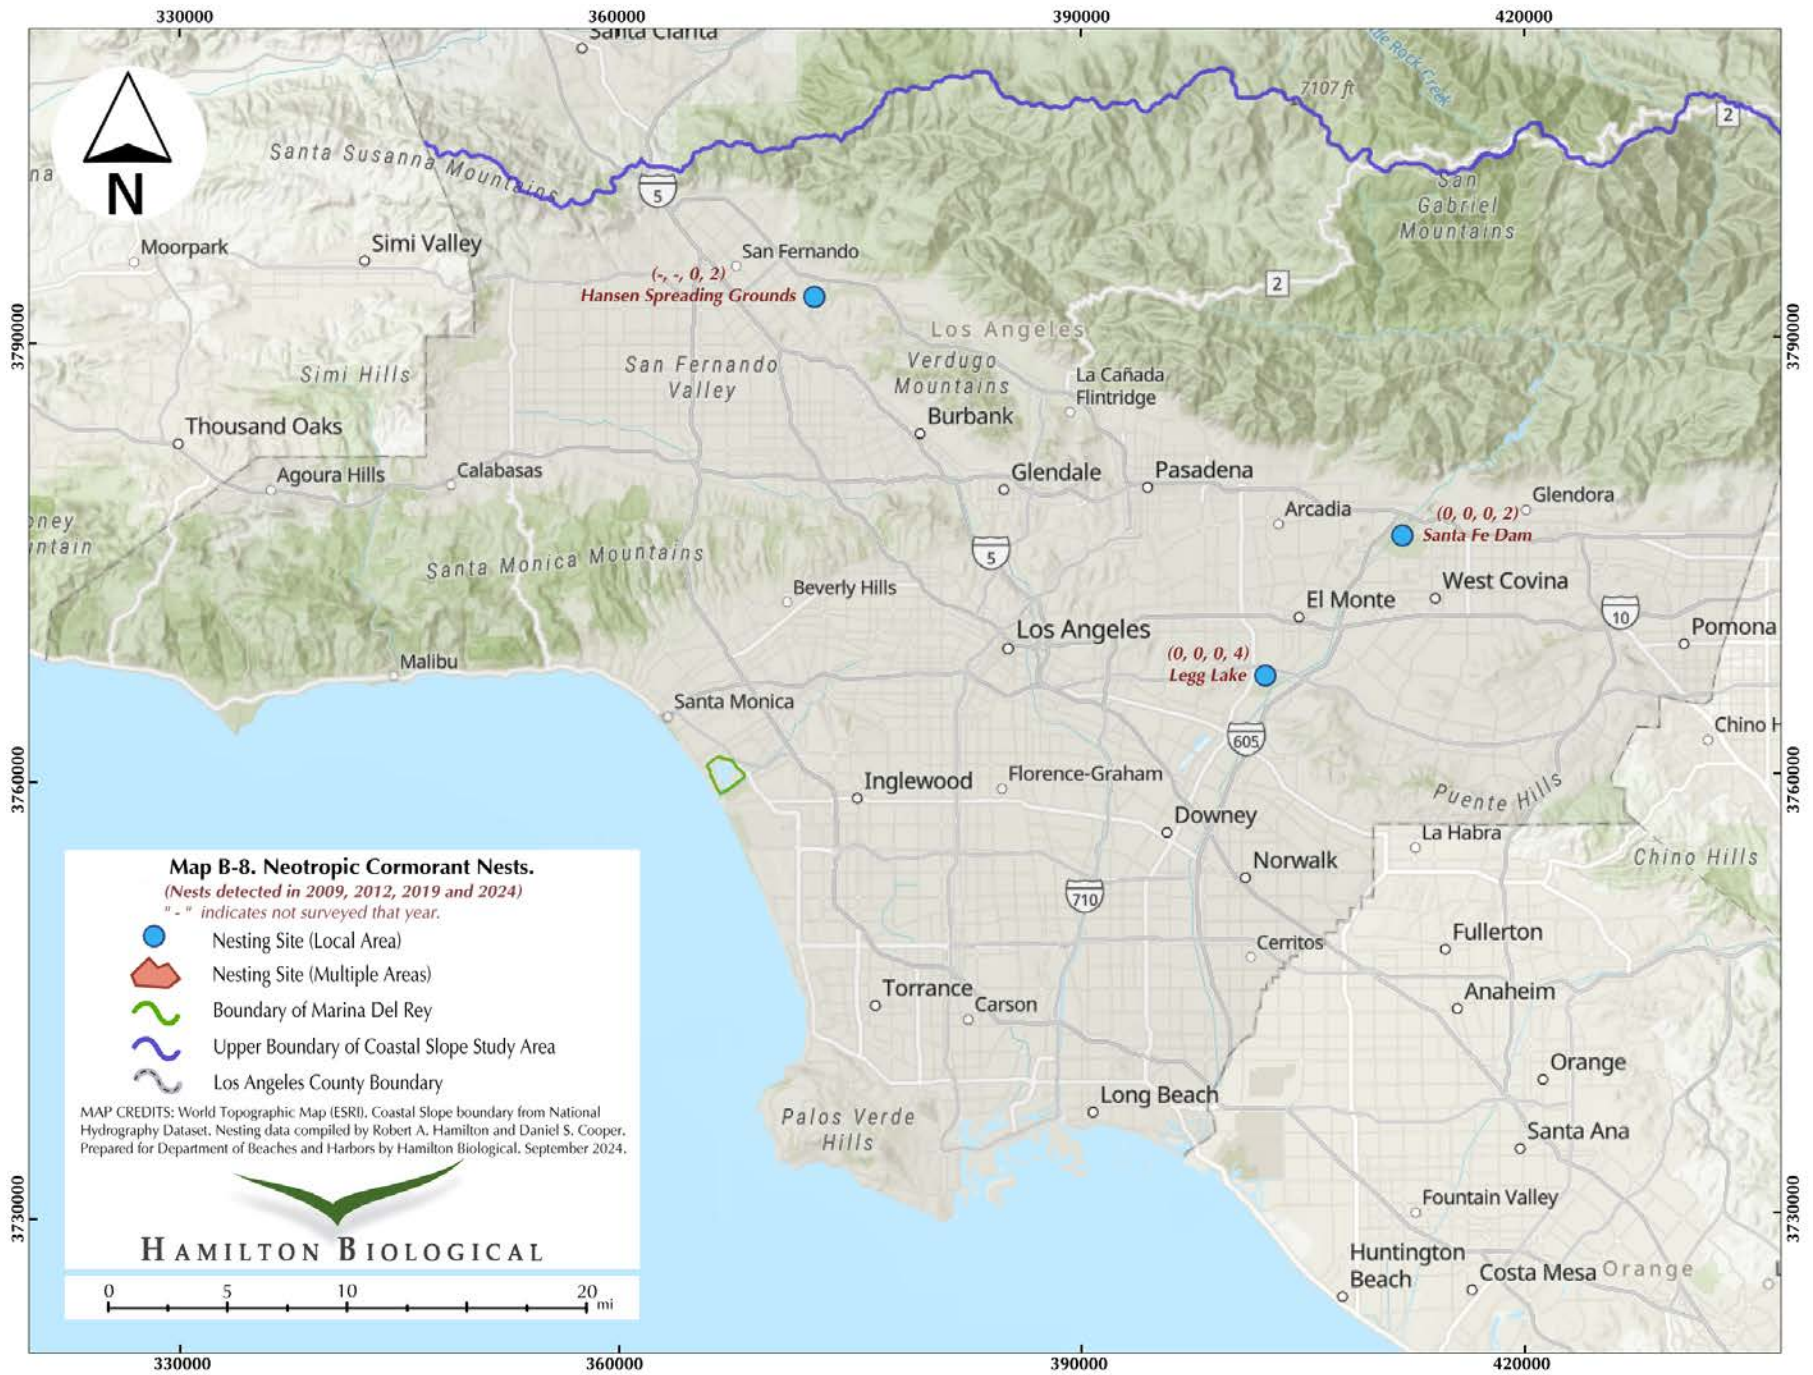 330000 360000 390000 420000
Santa Clarita
N
na
Santa Susanna Mountains
5
7107 ft
Rock Creek
2
San
Gabriel
Mountains
Moorpark
Simi Valley
San Fernando
(-, -, 0, 2)
Hansen Spreading Grounds
2
3790000
3790000
Los Angeles
Simi Hills
San Fernando
Valley
Verdugo
Mountains
La Cañada
Flintridge
Thousand Oaks
Burbank
Agoura Hills
Calabasas
Glendale
Pasadena
Arcadia
Glendora
(0, 0, 0, 2)
Santa Fe Dam
oney
untain
Santa Monica Mountains
5
Beverly Hills
West Covina
El Monte
10
Los Angeles
Pomona
Malibu
(0, 0, 0, 4)
Legg Lake
Santa Monica
605
Chino H
3760000
3760000
Inglewood
Florence-Graham
Puente Hills
Downey
La Habra
Chino Hills
Norwalk
710
Cerritos
Fullerton
Torrance
Carson
Anaheim
Orange
Long Beach
Palos Verde
Hills
Santa Ana
Fountain Valley
3730000
3730000
Huntington
Beach
Costa Mesa
Orange
Map B-8. Neotropic Cormorant Nests.
(Nests detected in 2009, 2012, 2019 and 2024)
" - " indicates not surveyed that year.
Nesting Site (Local Area)
Nesting Site (Multiple Areas)
Boundary of Marina Del Rey
Upper Boundary of Coastal Slope Study Area
Los Angeles County Boundary
MAP CREDITS: World Topographic Map (ESRI). Coastal Slope boundary from National
Hydrography Dataset. Nesting data compiled by Robert A. Hamilton and Daniel S. Cooper.
Prepared for Department of Beaches and Harbors by Hamilton Biological. September 2024.
HAMILTON BIOLOGICAL
0 5 10 20 mi
330000 360000 390000 420000